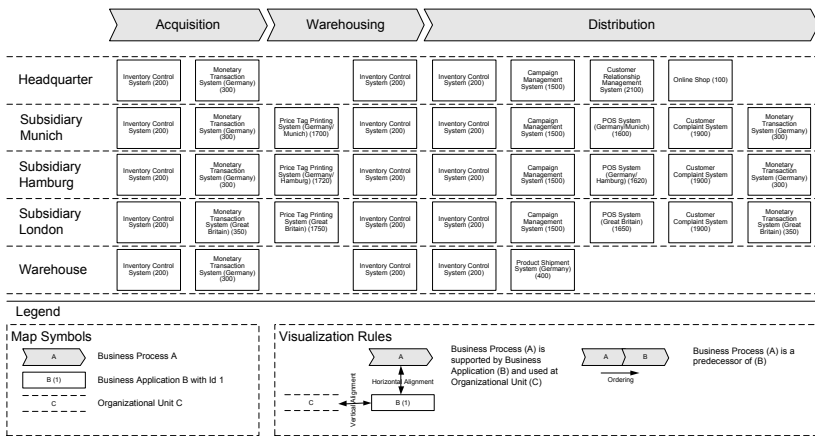 Acquisition
Warehousing
Distribution
Headquarter
Inventory Control
System (200)
Monetary
Transaction
System (Germany)
(300)
Inventory Control
System (200)
Inventory Control
System (200)
Campaign
Management
System (1500)
Customer
Relationship
Management
System (2100)
Online Shop (100)
Subsidiary
Munich
Inventory Control
System (200)
Monetary
Transaction
System (Germany)
(300)
Price Tag Printing
System (Germany/
Munich) (1700)
Inventory Control
System (200)
Inventory Control
System (200)
Campaign
Management
System (1500)
POS System
(Germany/Munich)
(1600)
Customer
Complaint System
(1900)
Monetary
Transaction
System (Germany)
(300)
Subsidiary
Hamburg
Inventory Control
System (200)
Monetary
Transaction
System (Germany)
(300)
Price Tag Printing
System (Germany/
Hamburg) (1720)
Inventory Control
System (200)
Inventory Control
System (200)
Campaign
Management
System (1500)
POS System
(Germany/
Hamburg) (1620)
Customer
Complaint System
(1900)
Monetary
Transaction
System (Germany)
(300)
Subsidiary
London
Inventory Control
System (200)
Monetary
Transaction
System (Great
Britain) (350)
Price Tag Printing
System (Great
Britain) (1750)
Inventory Control
System (200)
Inventory Control
System (200)
Campaign
Management
System (1500)
POS System
(Great Britain)
(1650)
Customer
Complaint System
(1900)
Monetary
Transaction
System (Great
Britain) (350)
Warehouse
Inventory Control
System (200)
Monetary
Transaction
System (Germany)
(300)
Inventory Control
System (200)
Inventory Control
System (200)
Product Shipment
System (Germany)
(400)
Legend
Map Symbols
A
Business Process A
B (1)
Business Application B with Id 1
C
Organizational Unit C
Visualization Rules
A
Horizontal Alignment
Vertical Alignment
C
B (1)
Business Process (A) is
supported by Business
Application (B) and used at
Organizational Unit (C)
A
B
Ordering
Business Process (A) is a
predecessor of (B)